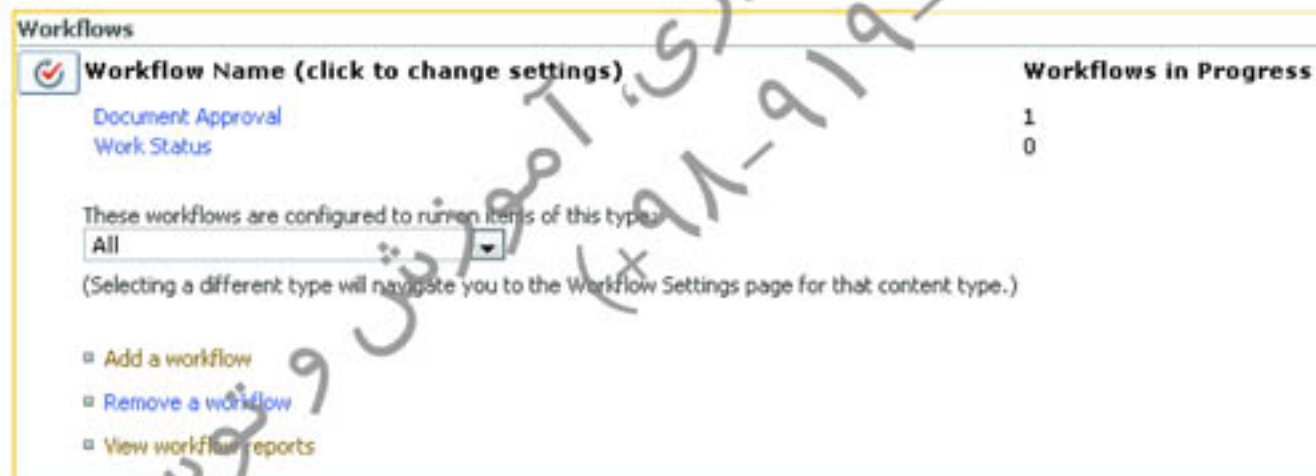 Workflows
Workflow Name (click to change settings) Workflows in Progress
Document Approval 1
Work Status 0
These workflows are configured to run on items of this type:
All
(Selecting a different type will navigate you to the Workflow Settings page for that content type.)
Add a workflow
Remove a workflow
View workflow reports
آموزش و